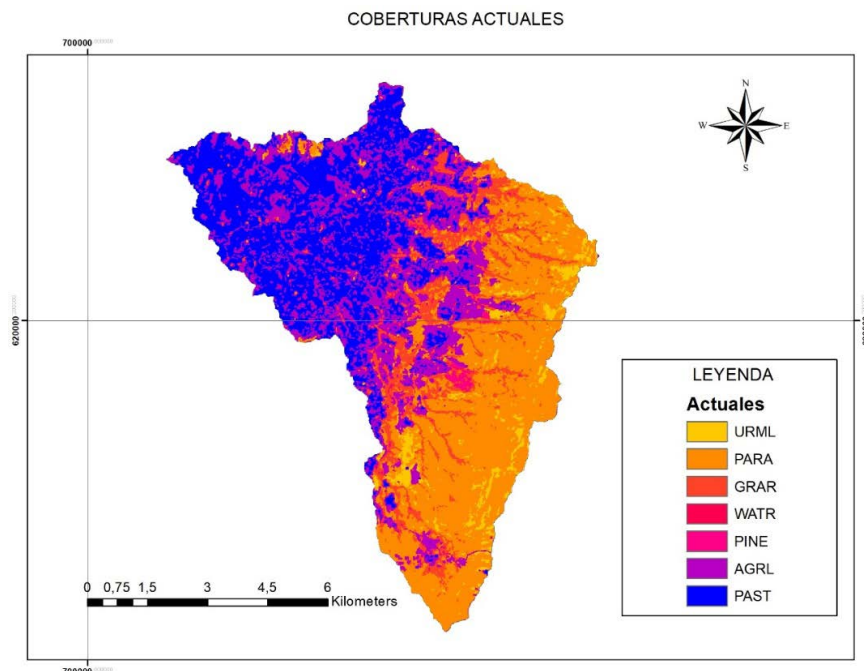 COBERTURAS ACTUALES
700000
N
W E
S
620000
LEYENDA
Actuales
URML
PARA
GRAR
WATR
PINE
AGRL
PAST
0 0,75 1,5 3 4,5 6
Kilometers